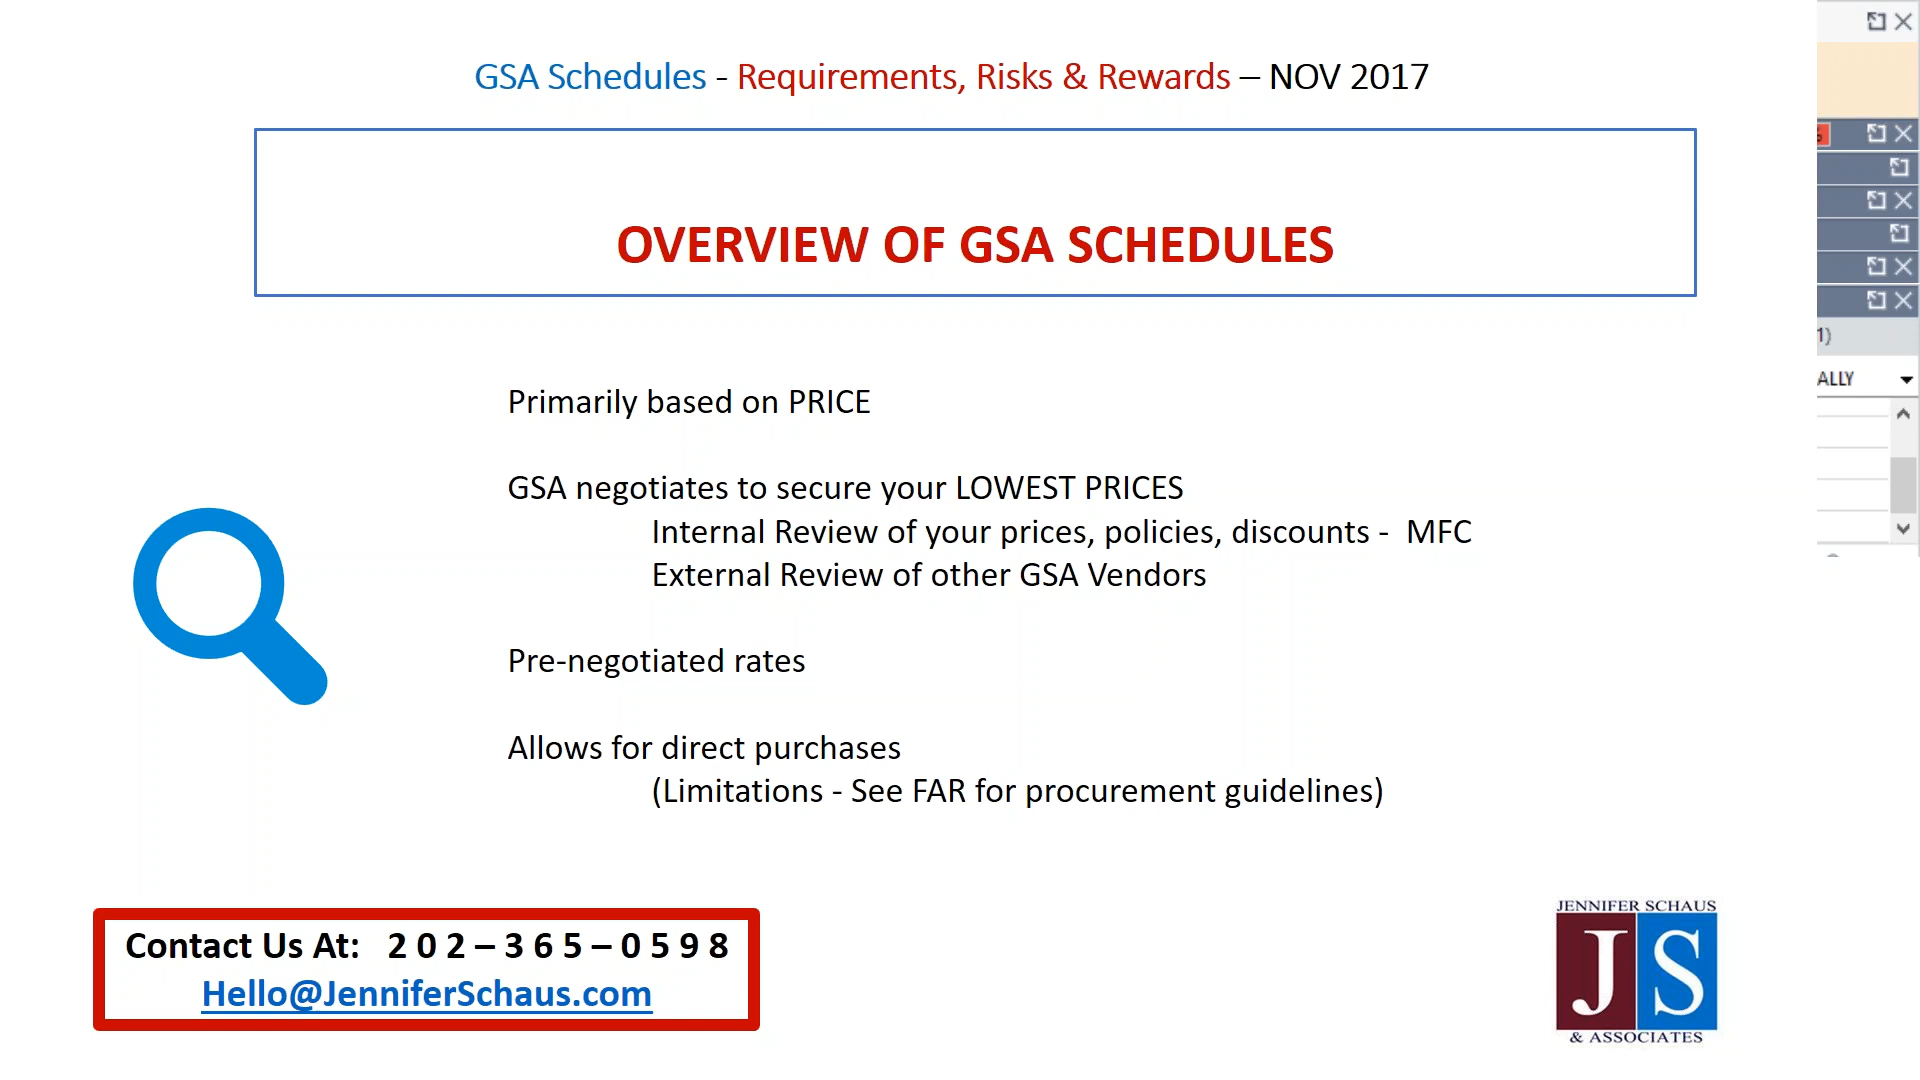 GSA Schedules - Requirements, Risks & Rewards – NOV 2017
OVERVIEW OF GSA SCHEDULES
Primarily based on PRICE
GSA negotiates to secure your LOWEST PRICES
Internal Review of your prices, policies, discounts - MFC
External Review of other GSA Vendors
Pre-negotiated rates
Allows for direct purchases
(Limitations - See FAR for procurement guidelines)
Contact Us At: 2 0 2 – 3 6 5 – 0 5 9 8
Hello@JenniferSchaus.com
JENNIFER SCHAUS
JS
& ASSOCIATES
1)
ALLY